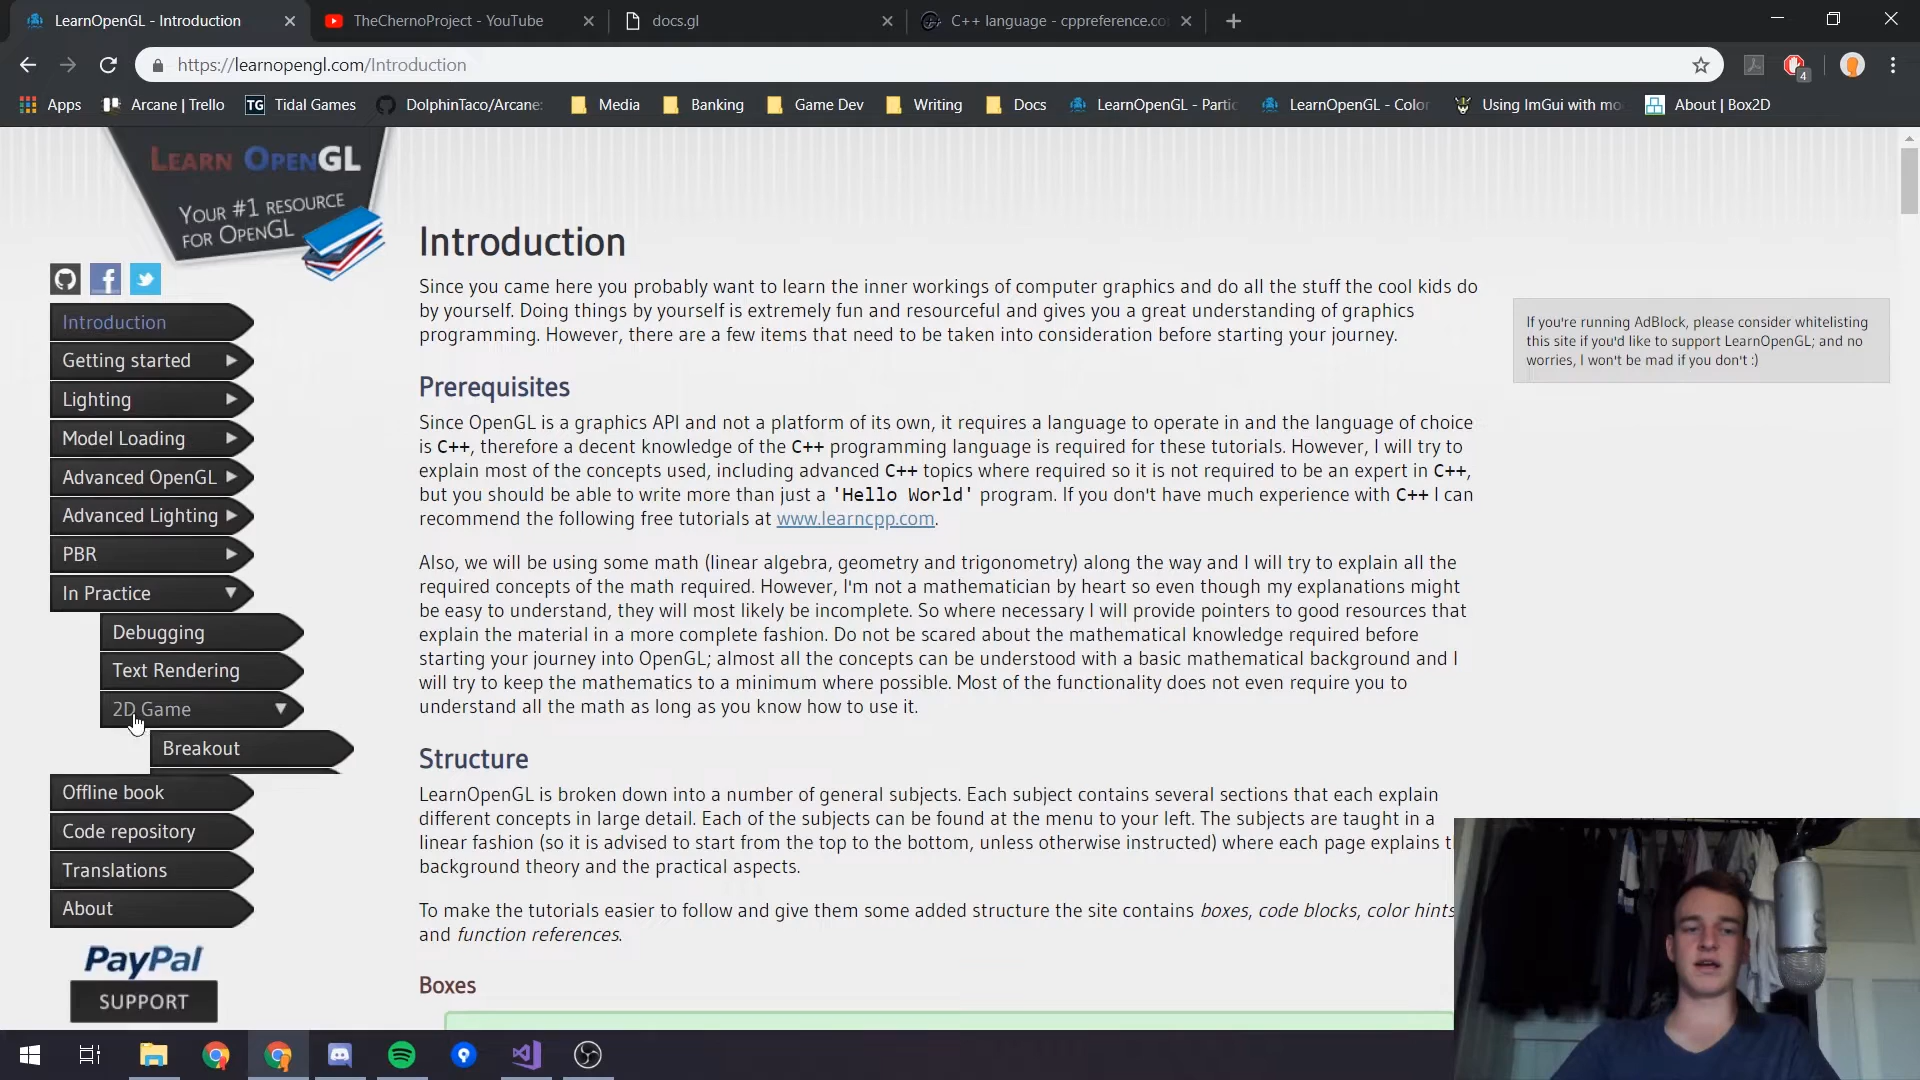 LearnOpenGL - Introduction
TheChernoProject - YouTube
docs.gl
C++ language - cppreference.co
https://learnopengl.com/Introduction
4
Apps
Arcane | Trello
TG Tidal Games
DolphinTaco/Arcane:
Media
Banking
Game Dev
Writing
Docs
LearnOpenGL - Partic
LearnOpenGL - Color
Using ImGui with mo
About | Box2D
LEARN OPENGL
YOUR #1 RESOURCE
FOR OPENGL
Introduction
Getting started
Lighting
Model Loading
Advanced OpenGL
Advanced Lighting
PBR
In Practice
Debugging
Text Rendering
2D Game
Breakout
Offline book
Code repository
Translations
About
PayPal
SUPPORT
Introduction
Since you came here you probably want to learn the inner workings of computer graphics and do all the stuff the cool kids do
by yourself. Doing things by yourself is extremely fun and resourceful and gives you a great understanding of graphics
programming. However, there are a few items that need to be taken into consideration before starting your journey.
Prerequisites
Since OpenGL is a graphics API and not a platform of its own, it requires a language to operate in and the language of choice
is C++, therefore a decent knowledge of the C++ programming language is required for these tutorials. However, I will try to
explain most of the concepts used, including advanced C++ topics where required so it is not required to be an expert in C++,
but you should be able to write more than just a 'Hello World' program. If you don't have much experience with C++ I can
recommend the following free tutorials at www.learncpp.com.
Also, we will be using some math (linear algebra, geometry and trigonometry) along the way and I will try to explain all the
required concepts of the math required. However, I'm not a mathematician by heart so even though my explanations might
be easy to understand, they will most likely be incomplete. So where necessary I will provide pointers to good resources that
explain the material in a more complete fashion. Do not be scared about the mathematical knowledge required before
starting your journey into OpenGL; almost all the concepts can be understood with a basic mathematical background and I
will try to keep the mathematics to a minimum where possible. Most of the functionality does not even require you to
understand all the math as long as you know how to use it.
Structure
LearnOpenGL is broken down into a number of general subjects. Each subject contains several sections that each explain
different concepts in large detail. Each of the subjects can be found at the menu to your left. The subjects are taught in a
linear fashion (so it is advised to start from the top to the bottom, unless otherwise instructed) where each page explains t
background theory and the practical aspects.
To make the tutorials easier to follow and give them some added structure the site contains boxes, code blocks, color hints
and function references.
Boxes
If you're running AdBlock, please consider whitelisting
this site if you'd like to support LearnOpenGL; and no
worries, I won't be mad if you don't :)